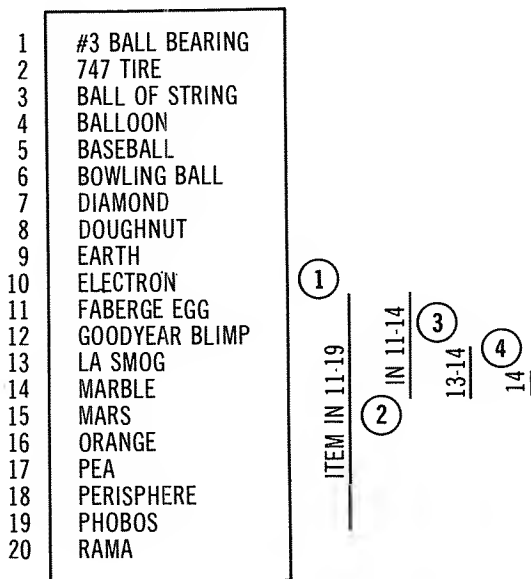 1 #3 BALL BEARING
2 747 TIRE
3 BALL OF STRING
4 BALLOON
5 BASEBALL
6 BOWLING BALL
7 DIAMOND
8 DOUGHNUT
9 EARTH
10 ELECTRON
11 FABERGE EGG
12 GOODYEAR BLIMP
13 LA SMOG
14 MARBLE
15 MARS
16 ORANGE
17 PEA
18 PERISPHERE
19 PHOBOS
20 RAMA
1
ITEM IN 11-19
2
IN 11-14
3
13-14
4
14